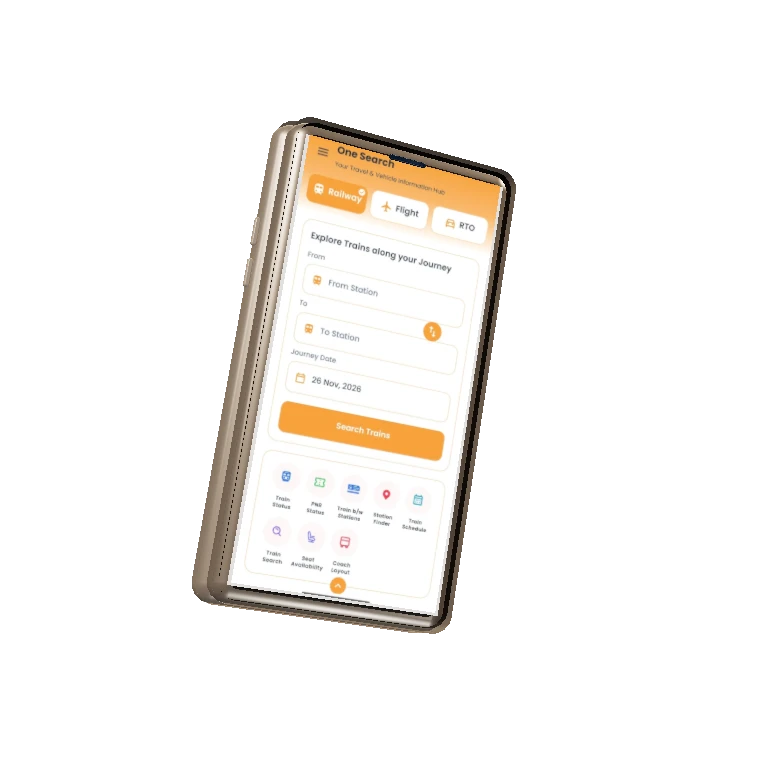 One Search
Your Travel & Vehicle Information Hub
Railway
Flight
RTO
Explore Trains along your Journey
From
From Station
To
To Station
Journey Date
26 Nov, 2026
Search Trains
Train
Status
PNR
Status
Train b/w
Stations
Station
Finder
Train
Schedule
Train
Search
Seat
Availability
Coach
Layout